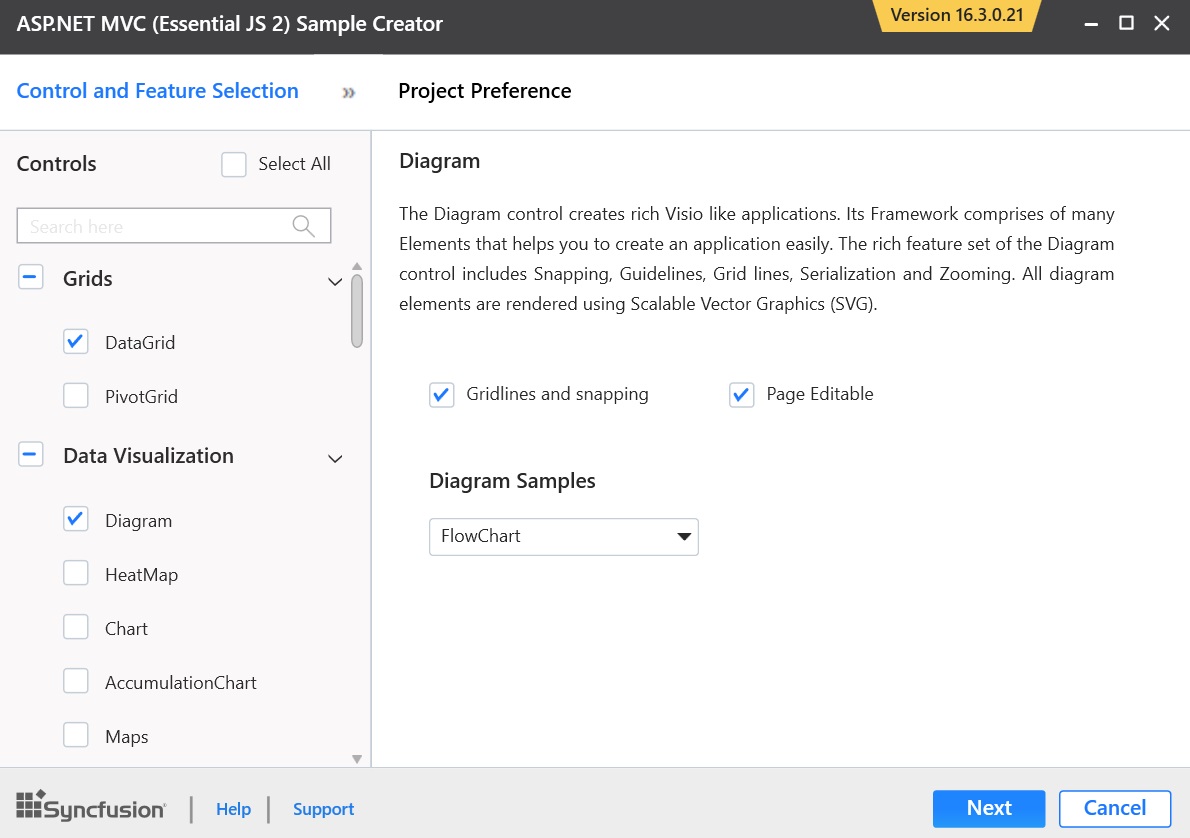 ASP.NET MVC (Essential JS 2) Sample Creator
Version 16.3.0.21
Control and Feature Selection
»
Project Preference
Controls
Select All
Search here
Grids
DataGrid
PivotGrid
Data Visualization
Diagram
HeatMap
Chart
AccumulationChart
Maps
Diagram
The Diagram control creates rich Visio like applications. Its Framework comprises of many
Elements that helps you to create an application easily. The rich feature set of the Diagram
control includes Snapping, Guidelines, Grid lines, Serialization and Zooming. All diagram
elements are rendered using Scalable Vector Graphics (SVG).
Gridlines and snapping
Page Editable
Diagram Samples
FlowChart
Syncfusion
Help
Support
Next
Cancel